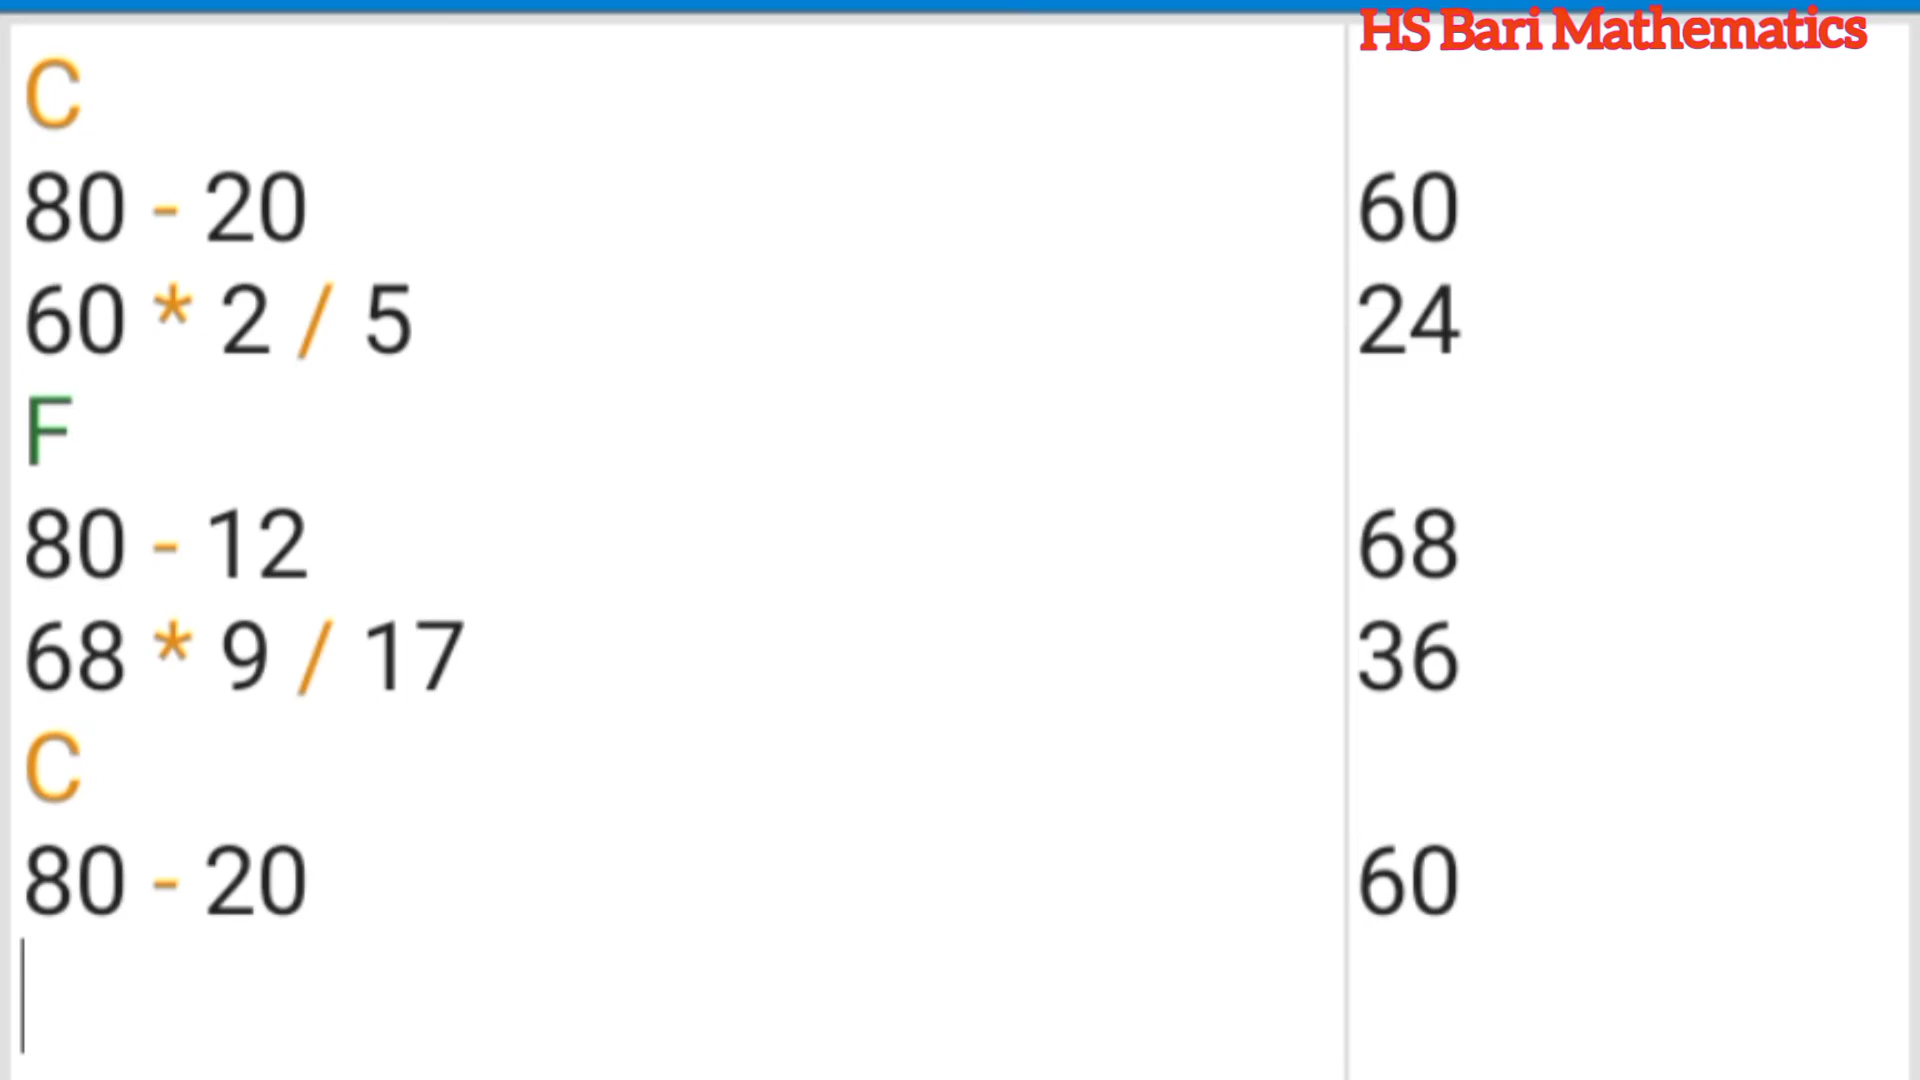 HS Bari Mathematics
C
80 - 20 60
60 * 2 / 5 24
F
80 - 12 68
68 * 9 / 17 36
C
80 - 20 60